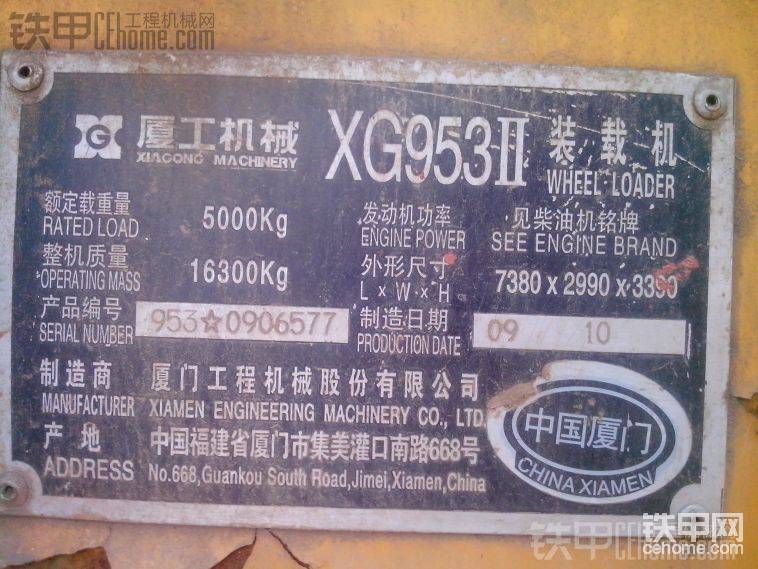 铁甲 工程机械网
CEhome.com
XG 厦工机械 XG953II 装载机
XIAGONG MACHINERY WHEEL LOADER
额定载重量 5000Kg 发动机功率 见柴油机铭牌
RATED LOAD ENGINE POWER SEE ENGINE BRAND
整机质量 16300Kg 外形尺寸 7380 x 2990 x 3390
OPERATING MASS L x W x H
产品编号 953☆0906577 制造日期 09 10
SERIAL NUMBER PRODUCTION DATE
制造商 厦门工程机械股份有限公司
MANUFACTURER XIAMEN ENGINEERING MACHINERY CO., LTD.
产地 中国福建省厦门市集美灌口南路668号
ADDRESS No.668,Guankou South Road,Jimei,Xiamen,China
中国厦门
CHINA XIAMEN
铁甲网
cehome.com